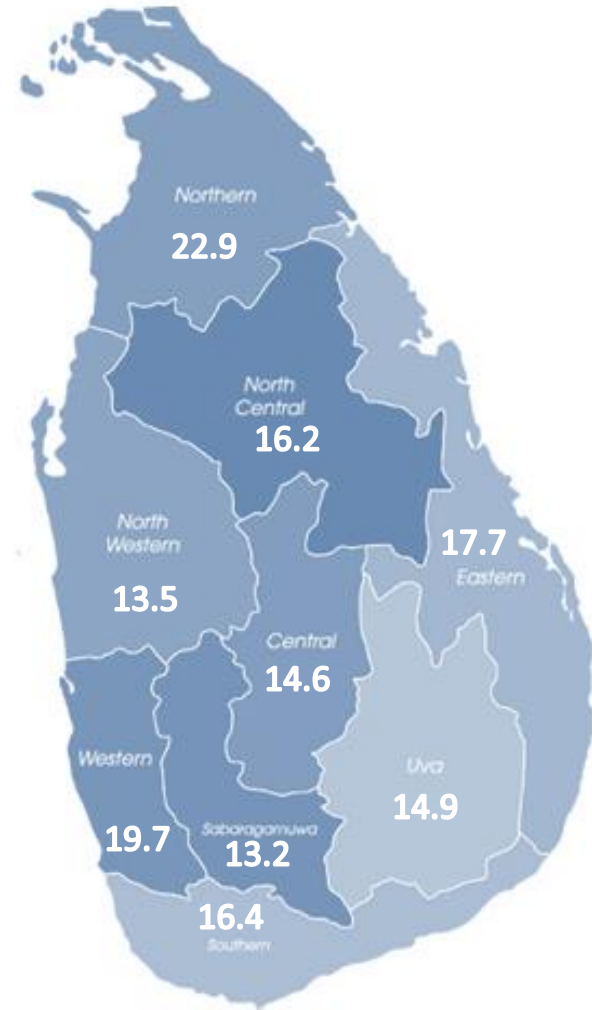 Northern
22.9
North
Central
16.2
North
Western
13.5
17.7
Eastern
Central
14.6
Western
19.7
Uva
14.9
Sabaragamuwa
13.2
16.4
Southern